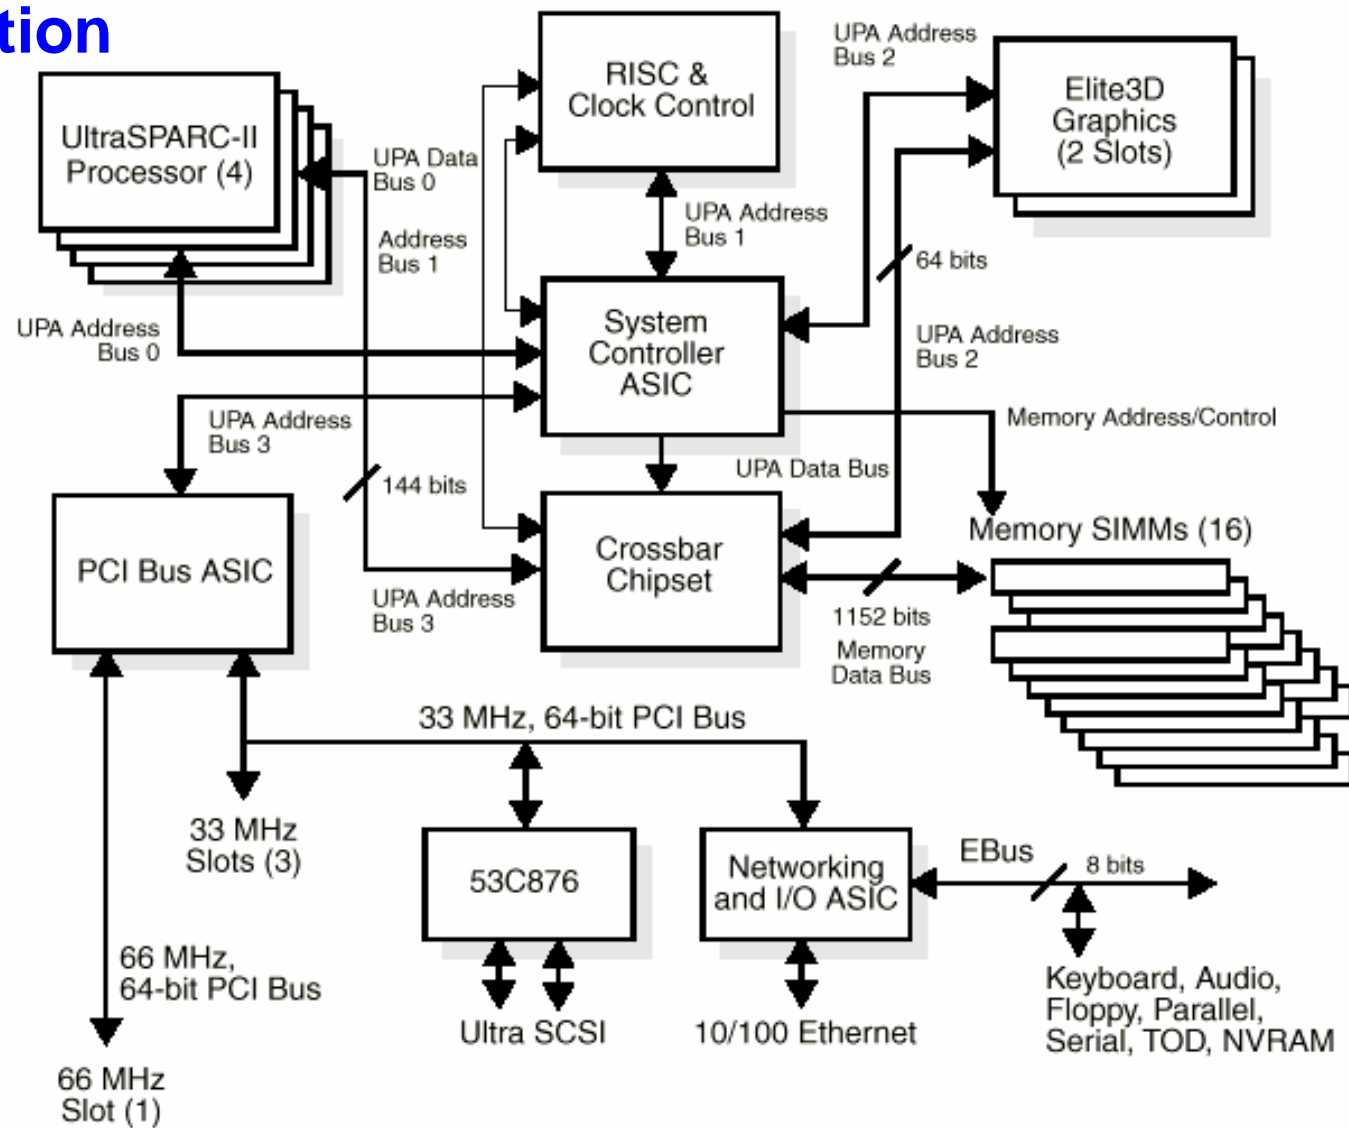 tion
UltraSPARC-II
Processor (4)
RISC &
Clock Control
UPA Address
Bus 2
Elite3D
Graphics
(2 Slots)
UPA Data
Bus 0
Address
Bus 1
UPA Address
Bus 1
64 bits
UPA Address
Bus 0
System
Controller
ASIC
UPA Address
Bus 2
UPA Address
Bus 3
Memory Address/Control
144 bits
UPA Data Bus
PCI Bus ASIC
Crossbar
Chipset
Memory SIMMs (16)
UPA Address
Bus 3
1152 bits
Memory
Data Bus
33 MHz, 64-bit PCI Bus
33 MHz
Slots (3)
53C876
Networking
and I/O ASIC
EBus
8 bits
66 MHz,
64-bit PCI Bus
Ultra SCSI
10/100 Ethernet
Keyboard, Audio,
Floppy, Parallel,
Serial, TOD, NVRAM
66 MHz
Slot (1)